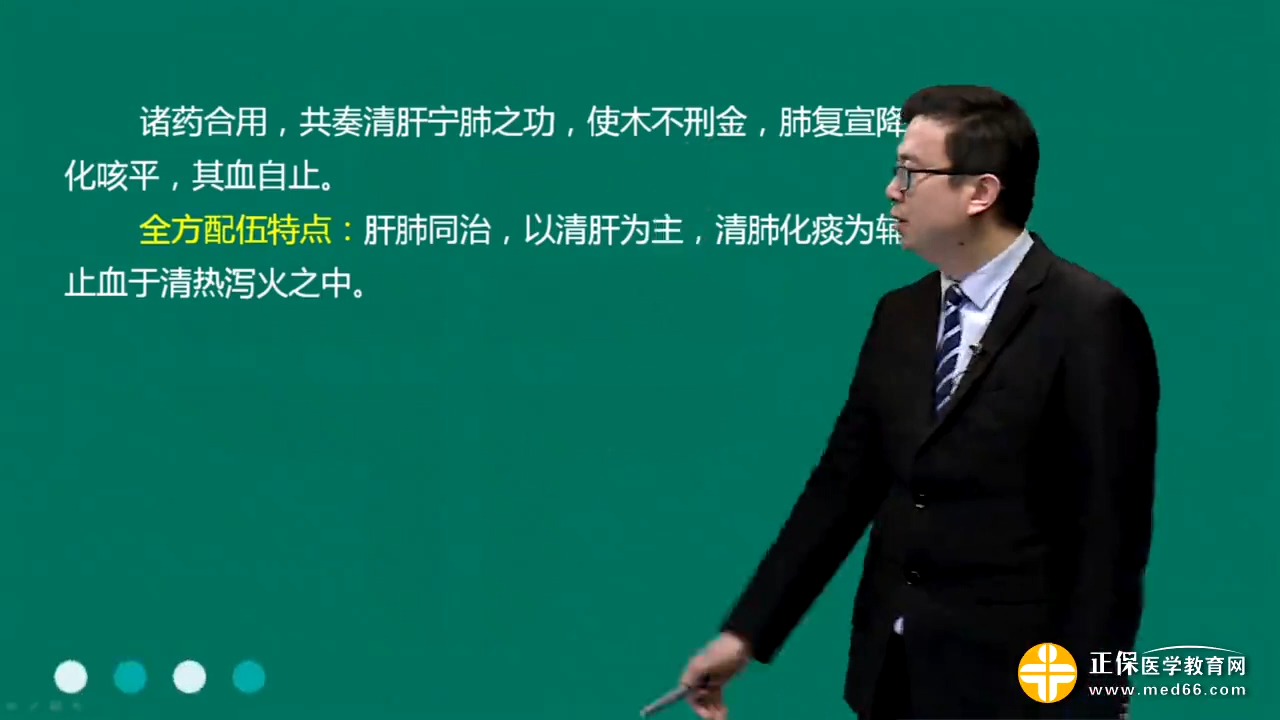 诸药合用，共奏清肝宁肺之功，使木不刑金，肺复宣降
化咳平，其血自止。
全方配伍特点：肝肺同治，以清肝为主，清肺化痰为辅
止血于清热泻火之中。
正保医学教育网
www.med66.com